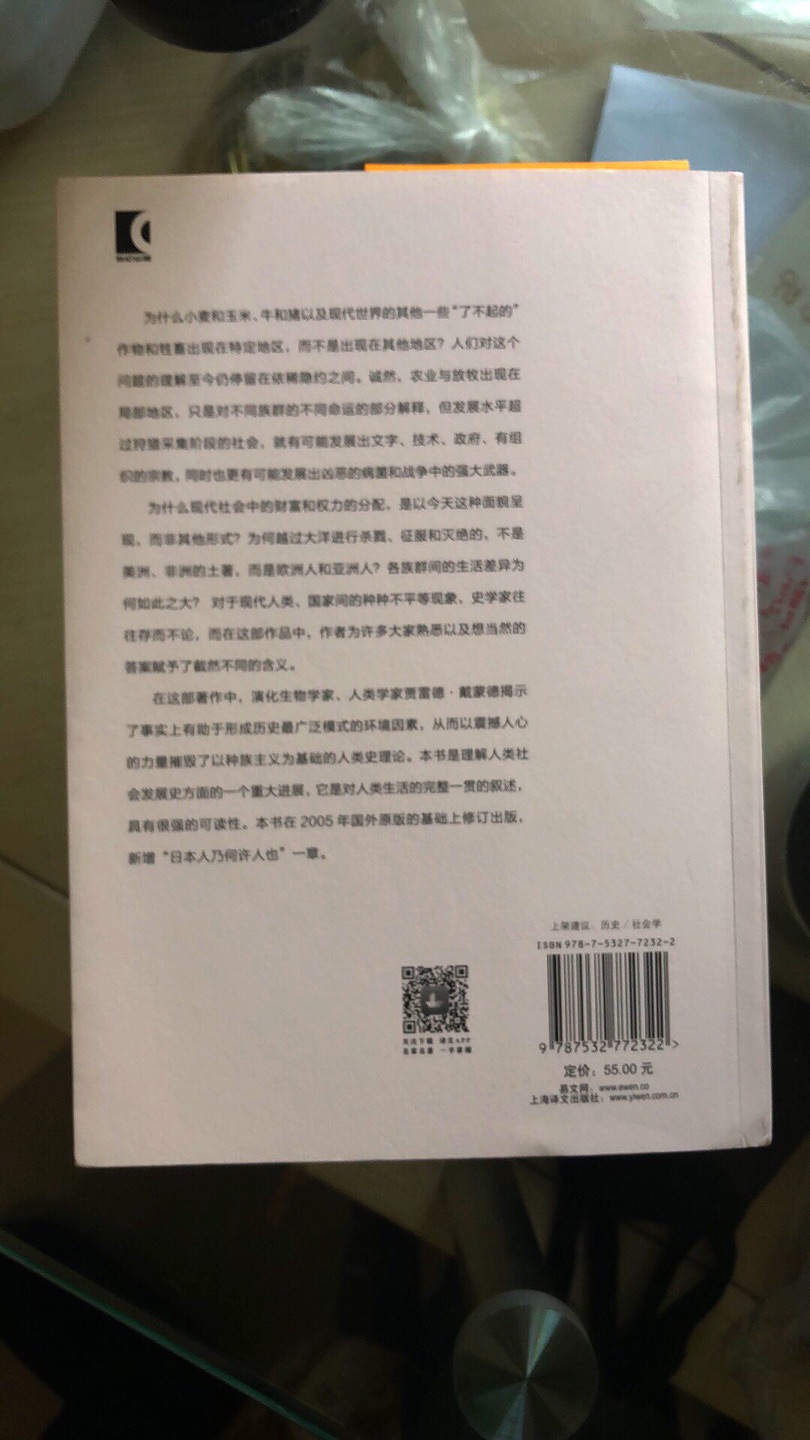 为什么小麦和玉米、牛和猪以及现代世界的其他一些“了不起的”
作物和牲畜出现在特定地区，而不是出现在其他地区？人们对这个
问题的理解至今仍停留在依稀隐约之间。诚然，农业与放牧出现在
局部地区，只是对不同族群的不同命运的部分解释，但发展水平超
过狩猎采集阶段的社会，就有可能发展出文字、技术、政府、有组
织的宗教，同时也更有可能发展出凶恶的病菌和战争中的强大武器。
为什么现代社会中的财富和权力的分配，是以今天这种面貌呈
现，而非其他形式？为何越过大洋进行杀戮、征服和灭绝的，不是
美洲、非洲的土著，而是欧洲人和亚洲人？各族群间的生活差异为
何如此之大？ 对于现代人类、国家间的种种不平等现象，史学家往
往存而不论，而在这部作品中，作者为许多大家熟悉以及想当然的
答案赋予了截然不同的含义。
在这部著作中，演化生物学家、人类学家贾雷德·戴蒙德揭示
了事实上有助于形成历史最广泛模式的环境因素，从而以震撼人心
的力量摧毁了以种族主义为基础的人类史理论。本书是理解人类社
会发展史方面的一个重大进展，它是对人类生活的完整一贯的叙述，
具有很强的可读性。本书在 2005 年国外原版的基础上修订出版，
新增“日本人乃何许人也”一章。
上架建议：历史 / 社会学
ISBN 978-7-5327-7232-2
9 787532 772322 >
定价：55.00 元
易文网：www.ewen.co
上海译文出版社：www.yiwen.com.cn
关注下载 译文APP
名家名著 一手掌握